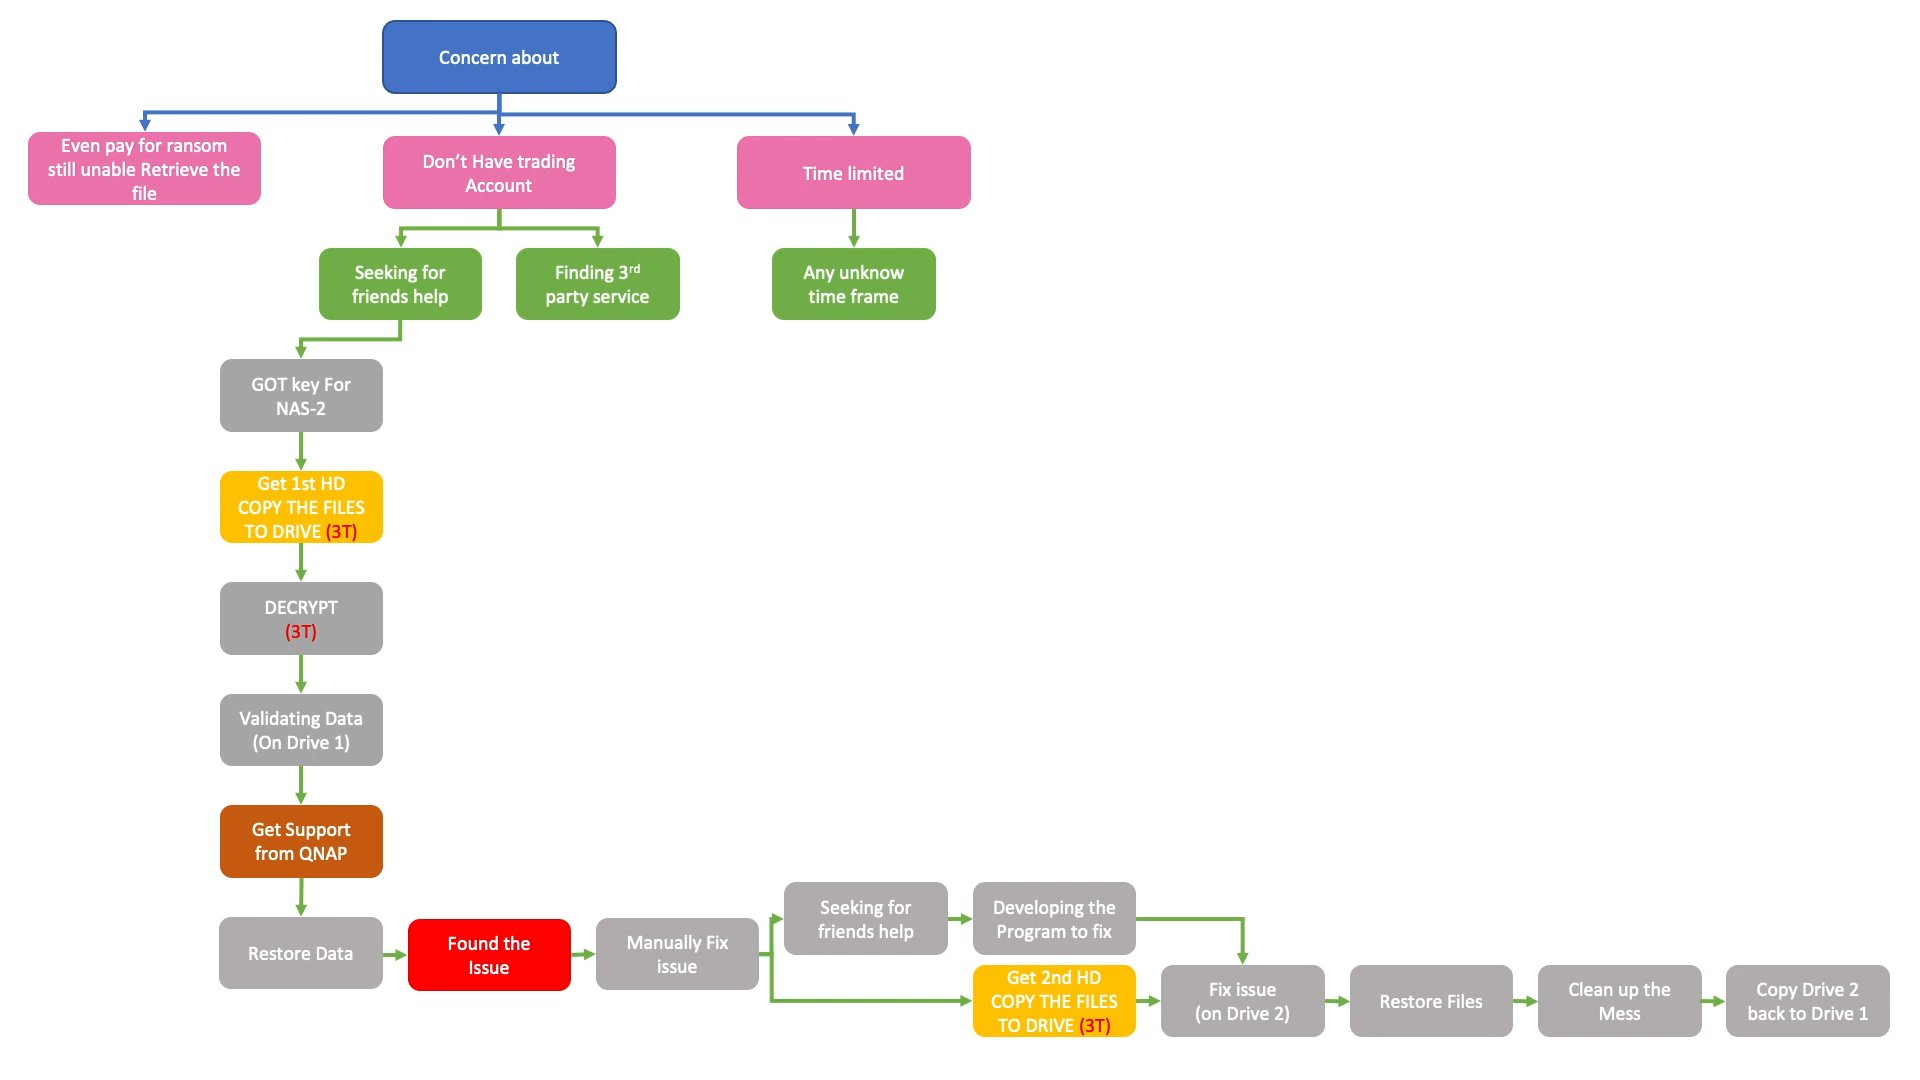 Concern about
Even pay for ransom
still unable Retrieve the
file
Don’t Have trading
Account
Time limited
Seeking for
friends help
Finding 3rd
party service
Any unknow
time frame
GOT key For
NAS-2
Get 1st HD
COPY THE FILES
TO DRIVE (3T)
DECRYPT
(3T)
Validating Data
(On Drive 1)
Get Support
from QNAP
Restore Data
Found the
Issue
Manually Fix
issue
Seeking for
friends help
Developing the
Program to fix
Get 2nd HD
COPY THE FILES
TO DRIVE (3T)
Fix issue
(on Drive 2)
Restore Files
Clean up the
Mess
Copy Drive 2
back to Drive 1